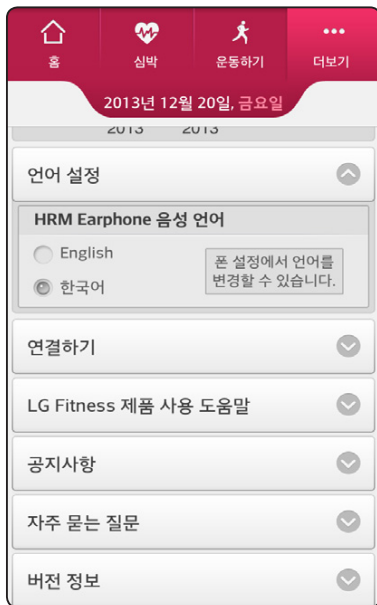 홈 심박 운동하기 더보기
2013년 12월 20일, 금요일
2013 2013
언어 설정
HRM Earphone 음성 언어
English
한국어
폰 설정에서 언어를
변경할 수 있습니다.
연결하기
LG Fitness 제품 사용 도움말
공지사항
자주 묻는 질문
버전 정보